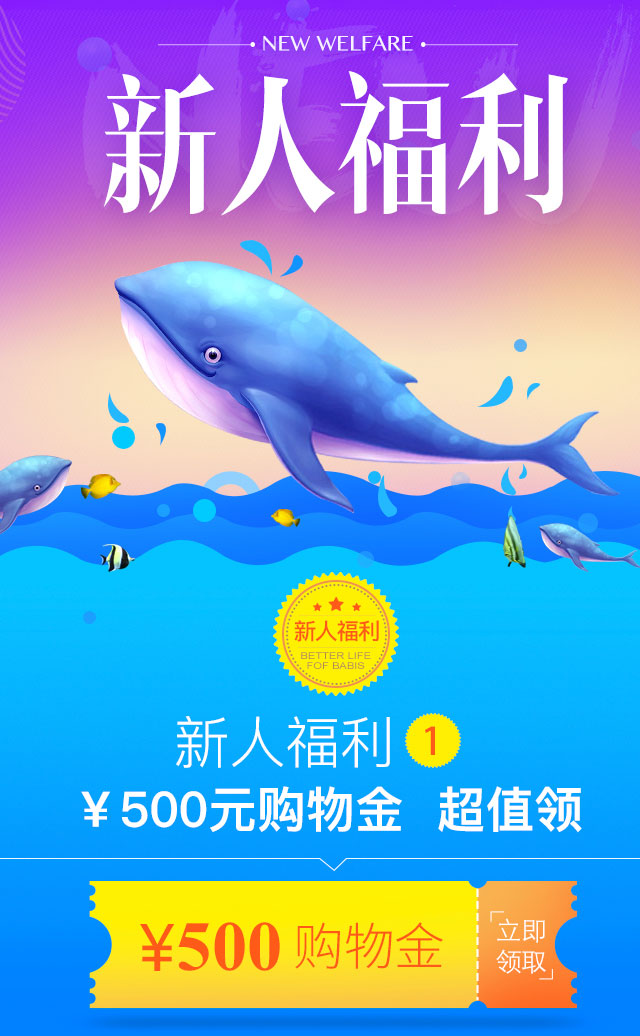 NEW WELFARE
新人福利
新人福利
BETTER LIFE
FOF BABIS
新人福利 1
￥500元购物金 超值领
¥500 购物金
立即
领取